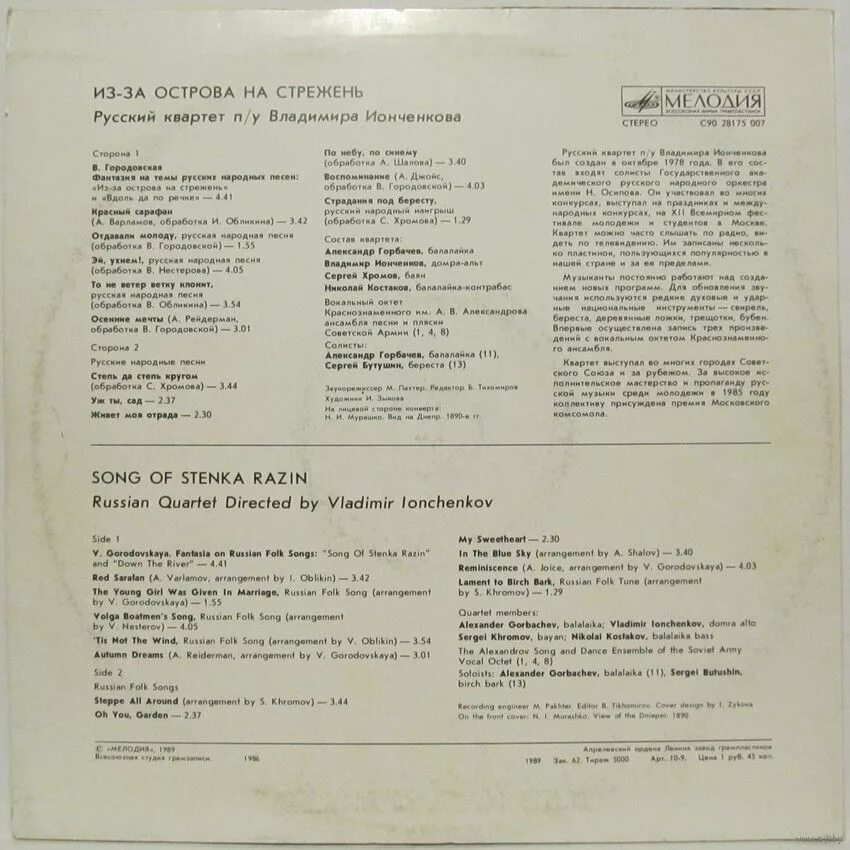 ИЗ-ЗА ОСТРОВА НА СТРЕЖЕНЬ
Русский квартет п/у Владимира Ионченкова
МИНИСТЕРСТВО КУЛЬТУРЫ СССР
МЕЛОДИЯ
ВСЕСОЮЗНАЯ ФИРМА ГРАМПЛАСТИНОК
СТЕРЕО С90 28175 007
Сторона 1
В. Городовская
Фантазия на темы русских народных песен:
«Из-за острова на стрежень»
и «Вдоль да по речке» — 4.41
Красный сарафан
(А. Варламов, обработка И. Обликина) — 3.42
Отдавали молоду, русская народная песня
(обработка В. Городовской) — 1.55
Эй, ухнем!, русская народная песня
(обработка В. Нестерова) — 4.05
То не ветер ветку клонит,
русская народная песня
(обработка В. Обликина) — 3.54
Осенние мечты (А. Рейдерман,
обработка В. Городовской) — 3.01
Сторона 2
Русские народные песни
Степь да степь кругом
(обработка С. Хромова) — 3.44
Уж ты, сад — 2.37
Живет моя отрада — 2.30
По небу, по синему
(обработка А. Шалова) — 3.40
Воспоминание (А. Джойс,
обработка В. Городовской) — 4.03
Страдания под бересту,
русский народный наигрыш
(обработка С. Хромова) — 1.29
Состав квартета:
Александр Горбачев, балалайка
Владимир Ионченков, домра-альт
Сергей Хромов, баян
Николай Костаков, балалайка-контрабас
Вокальный октет
Краснознаменного им. А. В. Александрова
ансамбля песни и пляски
Советской Армии (1, 4, 8)
Солисты:
Александр Горбачев, балалайка (11),
Сергей Бутушин, береста (13)
Звукорежиссер М. Пахтер. Редактор Б. Тихомиров
Художник И. Зыкова
На лицевой стороне конверта:
Н. И. Мурашко. Вид на Днепр. 1890-е гг.
Русский квартет п/у Владимира Ионченкова
был создан в октябре 1978 года. В его сос-
тав входят солисты Государственного ака-
демического русского народного оркестра
имени Н. Осипова. Он участвовал во многих
конкурсах, выступал на праздниках и между-
народных конкурсах, на XII Всемирном фес-
тивале молодежи и студентов в Москве.
Квартет можно часто слышать по радио, ви-
деть по телевидению. Им записаны несколь-
ко пластинок, пользующихся популярностью в
нашей стране и за ее пределами.
Музыканты постоянно работают над созда-
нием новых программ. Для обновления зву-
чания используются редкие духовые и удар-
ные национальные инструменты — свирель,
береста, деревянные ложки, трещотки, бубен.
Впервые осуществлена запись трех произве-
дений с вокальным октетом Краснознаменно-
го ансамбля.
Квартет выступал во многих городах Совет-
ского Союза и за рубежом. За высокое ис-
полнительское мастерство и пропаганду рус-
ской музыки среди молодежи в 1985 году
коллективу присуждена премия Московского
комсомола.
SONG OF STENKA RAZIN
Russian Quartet Directed by Vladimir Ionchenkov
Side 1
V. Gorodovskaya. Fantasia on Russian Folk Songs: "Song Of Stenka Razin"
and "Down The River" — 4.41
Red Sarafan (A. Varlamov, arrangement by I. Oblikin) — 3.42
The Young Girl Was Given In Marriage, Russian Folk Song (arrangement
by V. Gorodovskaya) — 1.55
Volga Boatmen's Song, Russian Folk Song (arrangement
by V. Nesterov) — 4.05
'Tis Not The Wind, Russian Folk Song (arrangement by V. Oblikin) — 3.54
Autumn Dreams (A. Reiderman, arrangement by V. Gorodovskaya) — 3.01
Side 2
Russian Folk Songs
Steppe All Around (arrangement by S. Khromov) — 3.44
Oh You, Garden — 2.37
My Sweetheart — 2.30
In The Blue Sky (arrangement by A. Shalov) — 3.40
Reminiscence (A. Joice, arrangement by V. Gorodovskaya) — 4.03
Lament to Birch Bark, Russian Folk Tune (arrangement
by S. Khromov) — 1.29
Quartet members:
Alexander Gorbachev, balalaika; Vladimir Ionchenkov, domra alto
Sergei Khromov, bayan; Nikolai Kostakov, balalaika bass
The Alexandrov Song and Dance Ensemble of the Soviet Army
Vocal Octet (1, 4, 8)
Soloists: Alexander Gorbachev, balalaika (11), Sergei Butushin,
birch bark (13)
Recording engineer M. Pakhter. Editor B. Tikhomirov. Cover design by I. Zykova
On the front cover: N. I. Murashko. View of the Dnieper. 1890
© «МЕЛОДИЯ», 1989
Всесоюзная студия грамзаписи. 1986
Апрелевский ордена Ленина завод грампластинок
1989 Зак. 62. Тираж 5000 Арт. 10-9. Цена 1 руб. 45 коп.